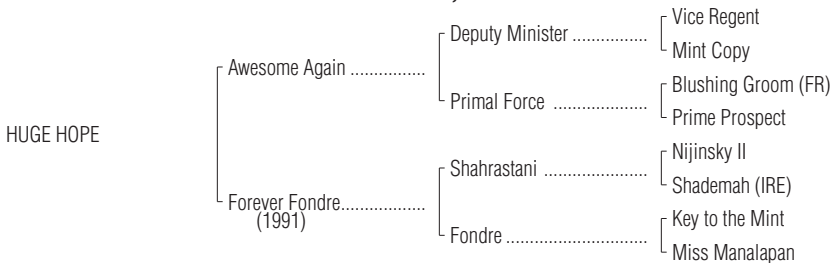 Vice Regent
Deputy Minister ................
Mint Copy
Awesome Again ................
Blushing Groom (FR)
Primal Force ....................
Prime Prospect
HUGE HOPE
Nijinsky II
Shahrastani ......................
Shademah (IRE)
Forever Fondre..................
(1991)
Key to the Mint
Fondre ..............................
Miss Manalapan